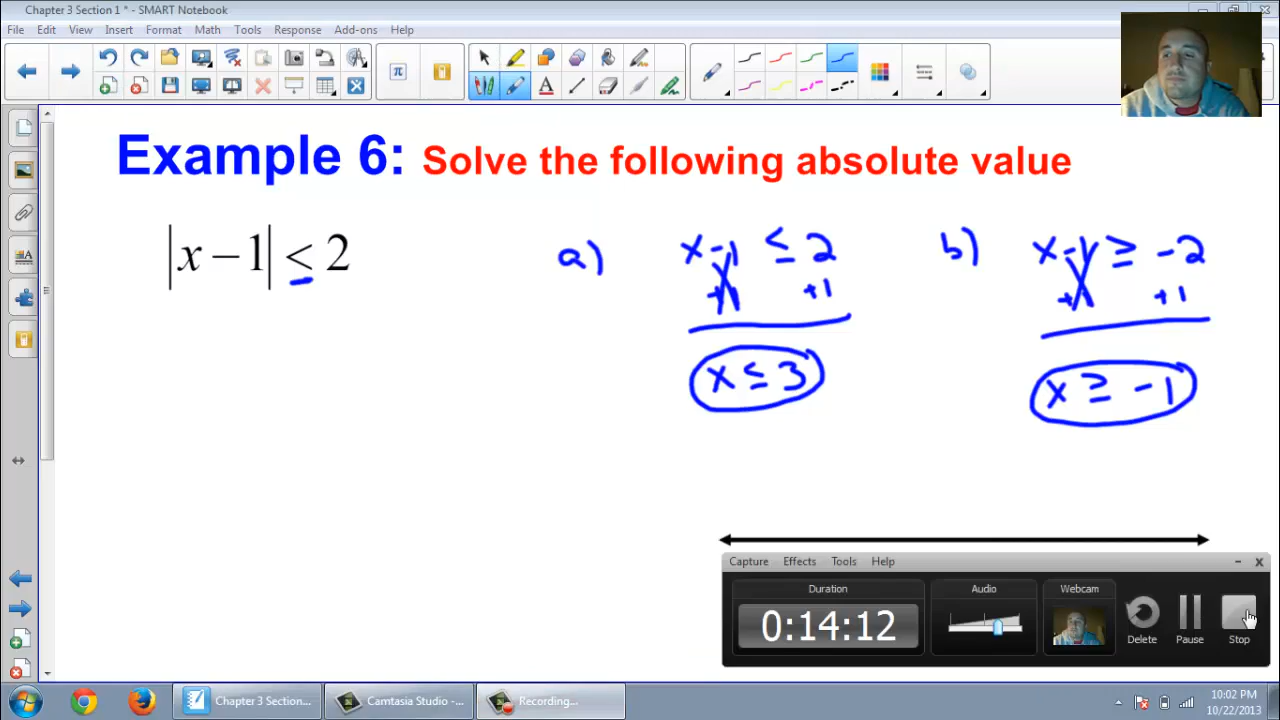 Chapter 3 Section 1 * - SMART Notebook
File Edit View Insert Format Math Tools Response Add-ons Help
Example 6: Solve the following absolute value
|x − 1| ≤ 2
a) x-1 ≤ 2
+1 +1
x ≤ 3
b) x-1 ≥ -2
+1 +1
x ≥ -1
Capture Effects Tools Help
Duration Audio Webcam
0:14:12
Delete Pause Stop
Chapter 3 Section... Camtasia Studio -... Recording...
10:02 PM
10/22/2013